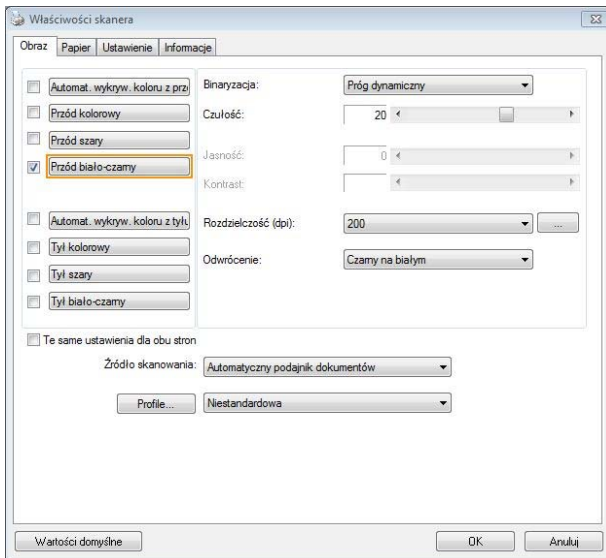 Właściwości skanera
Obraz Papier Ustawienie Informacje
Automat. wykryw. koloru z prz
Przód kolorowy
Przód szary
Przód biało-czarny
Automat. wykryw. koloru z tyłu
Tył kolorowy
Tył szary
Tył biało-czarny
Binaryzacja: Próg dynamiczny
Czułość: 20
Jasność: 0
Kontrast:
Rozdzielczość (dpi): 200 ...
Odwrócenie: Czarny na białym
Te same ustawienia dla obu stron
Źródło skanowania: Automatyczny podajnik dokumentów
Profile... Niestandardowa
Wartości domyślne OK Anuluj